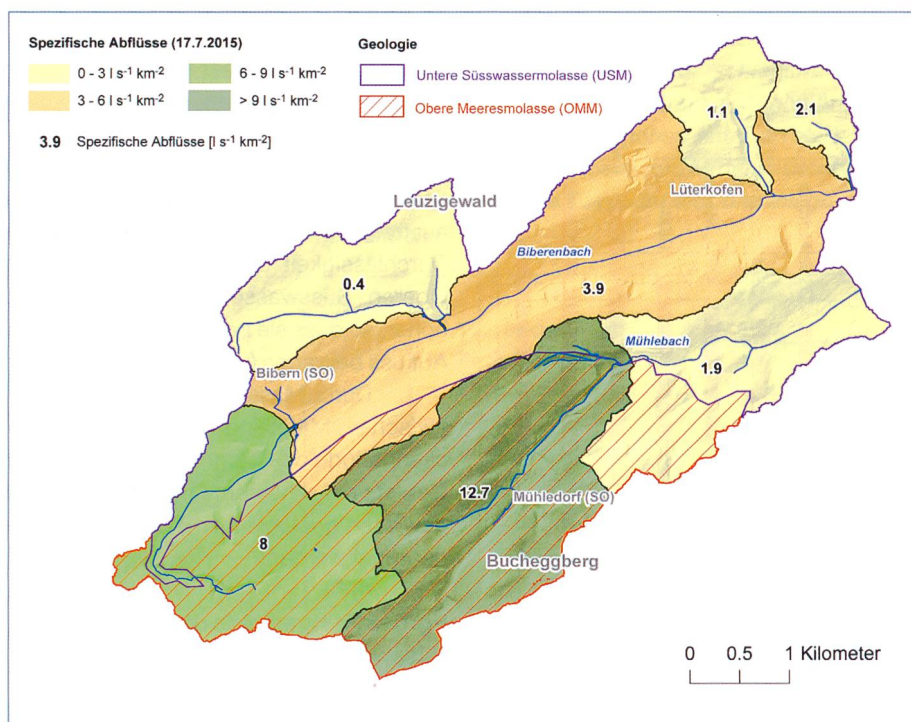 Spezifische Abflüsse (17.7.2015)
0 - 3 l s-1 km-2
6 - 9 l s-1 km-2
3 - 6 l s-1 km-2
> 9 l s-1 km-2
3.9 Spezifische Abflüsse [l s-1 km-2]
Geologie
Untere Süsswassermolasse (USM)
Obere Meeresmolasse (OMM)
1.1
2.1
Lüterkofen
Leuzigewald
Biberenbach
0.4
3.9
Mühlebach
1.9
Bibern (SO)
12.7
Mühledorf (SO)
8
Bucheggberg
0 0.5 1 Kilometer